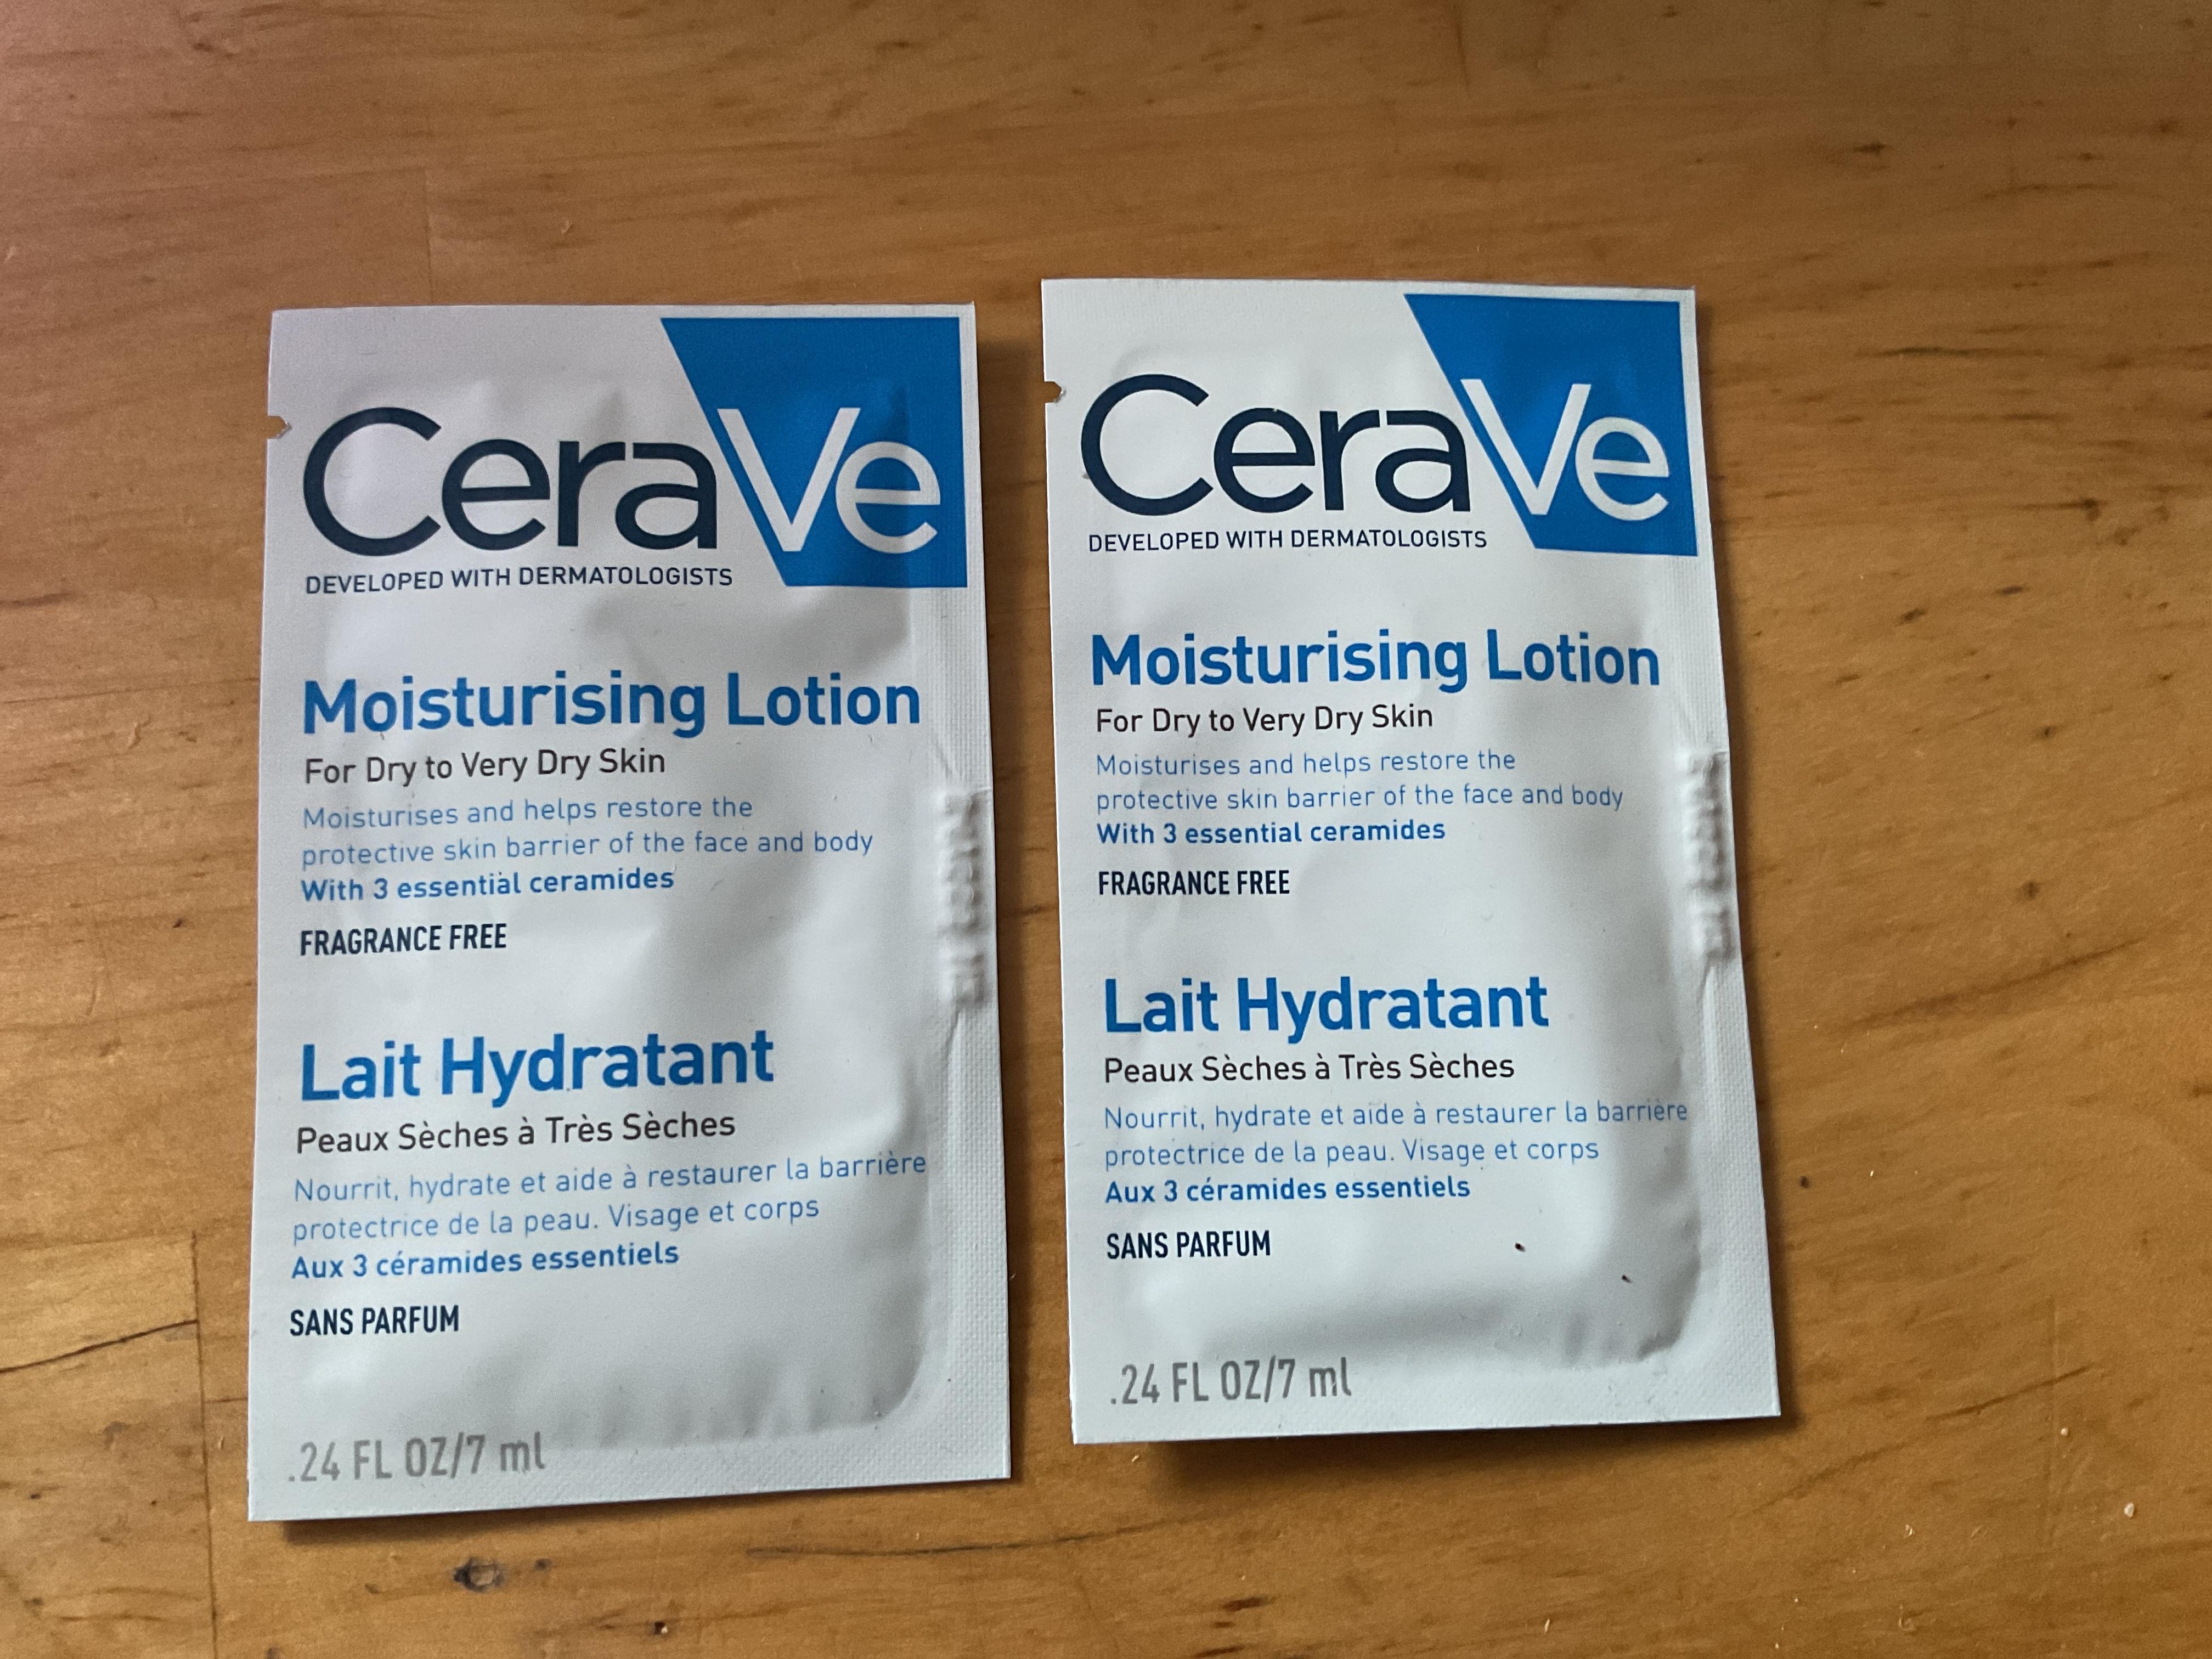 CeraVe
DEVELOPED WITH DERMATOLOGISTS
Moisturising Lotion
For Dry to Very Dry Skin
Moisturises and helps restore the
protective skin barrier of the face and body
With 3 essential ceramides
FRAGRANCE FREE
Lait Hydratant
Peaux Sèches à Très Sèches
Nourrit, hydrate et aide à restaurer la barrière
protectrice de la peau. Visage et corps
Aux 3 céramides essentiels
SANS PARFUM
.24 FL OZ/7 ml
CeraVe
DEVELOPED WITH DERMATOLOGISTS
Moisturising Lotion
For Dry to Very Dry Skin
Moisturises and helps restore the
protective skin barrier of the face and body
With 3 essential ceramides
FRAGRANCE FREE
Lait Hydratant
Peaux Sèches à Très Sèches
Nourrit, hydrate et aide à restaurer la barrière
protectrice de la peau. Visage et corps
Aux 3 céramides essentiels
SANS PARFUM
.24 FL OZ/7 ml